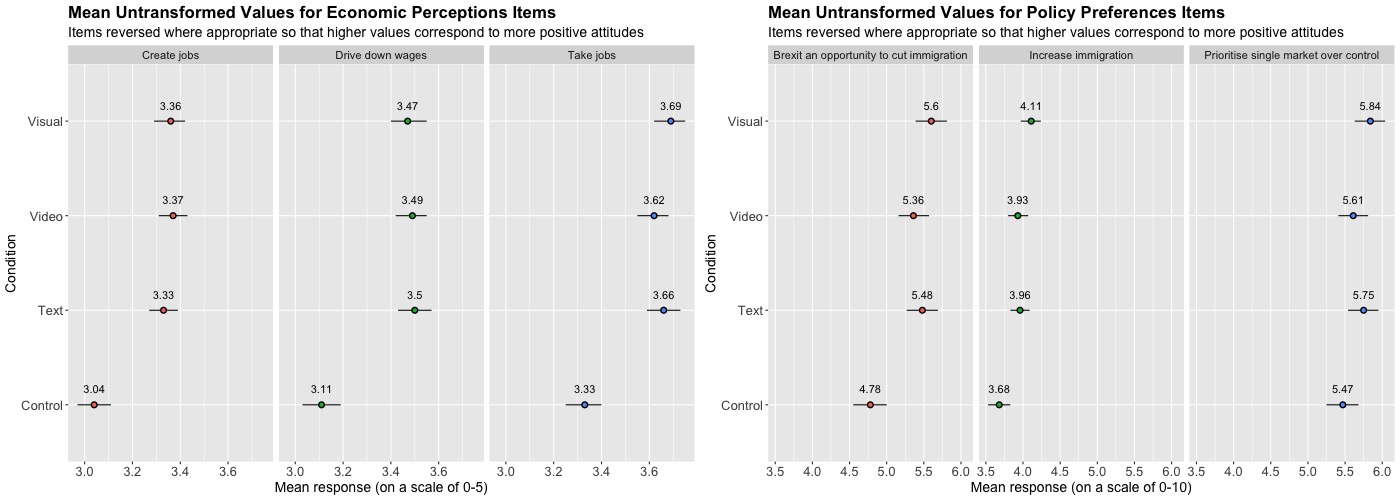 Mean Untransformed Values for Economic Perceptions Items
Items reversed where appropriate so that higher values correspond to more positive attitudes
Create jobs
Drive down wages
Take jobs
Condition
Visual
3.36
3.47
3.69
Video
3.37
3.49
3.62
Text
3.33
3.5
3.66
Control
3.04
3.11
3.33
3.0 3.2 3.4 3.6
3.0 3.2 3.4 3.6
3.0 3.2 3.4 3.6
Mean response (on a scale of 0-5)
Mean Untransformed Values for Policy Preferences Items
Items reversed where appropriate so that higher values correspond to more positive attitudes
Brexit an opportunity to cut immigration
Increase immigration
Prioritise single market over control
Condition
Visual
5.6
4.11
5.84
Video
5.36
3.93
5.61
Text
5.48
3.96
5.75
Control
4.78
3.68
5.47
3.5 4.0 4.5 5.0 5.5 6.0
3.5 4.0 4.5 5.0 5.5 6.0
3.5 4.0 4.5 5.0 5.5 6.0
Mean response (on a scale of 0-10)